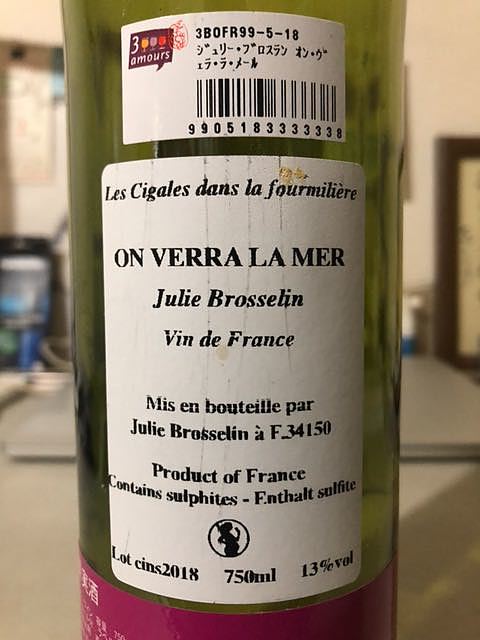 3 amours
3BOFR99-5-18
ジュリー・ブロスラン オン・ヴ
ェラ・ラ・メール
9905183333338
Les Cigales dans la fourmilière
ON VERRA LA MER
Julie Brosselin
Vin de France
Mis en bouteille par
Julie Brosselin à F.34150
Product of France
Contains sulphites - Enthalt sulfite
Lot cins2018 750ml 13%vol
実酒